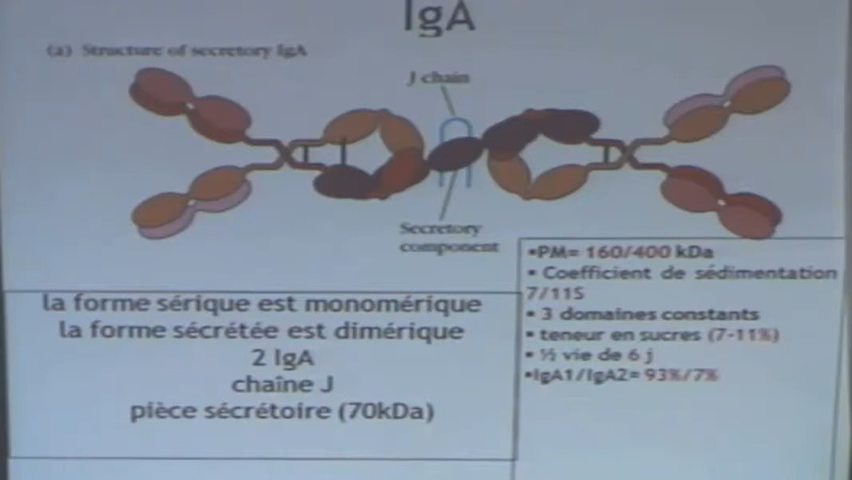 IgA
(a) Structure of secretory IgA
J chain
Secretory
component
la forme sérique est monomérique
la forme sécrétée est dimérique
2 IgA
chaîne J
pièce sécrétoire (70kDa)
•PM= 160/400 kDa
• Coefficient de sédimentation
7/11S
• 3 domaines constants
• teneur en sucres (7-11%)
• ½ vie de 6 j
•IgA1/IgA2= 93%/7%